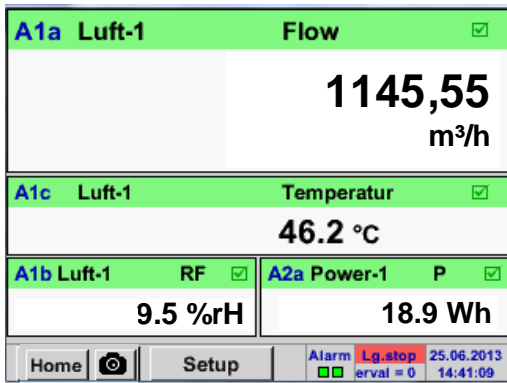 A1a Luft-1 Flow
1145,55
m³/h
A1c Luft-1 Temperatur
46.2 °C
A1b Luft-1 RF
9.5 %rH
A2a Power-1 P
18.9 Wh
Home Setup
Alarm
Lg.stop
erval = 0
25.06.2013
14:41:09